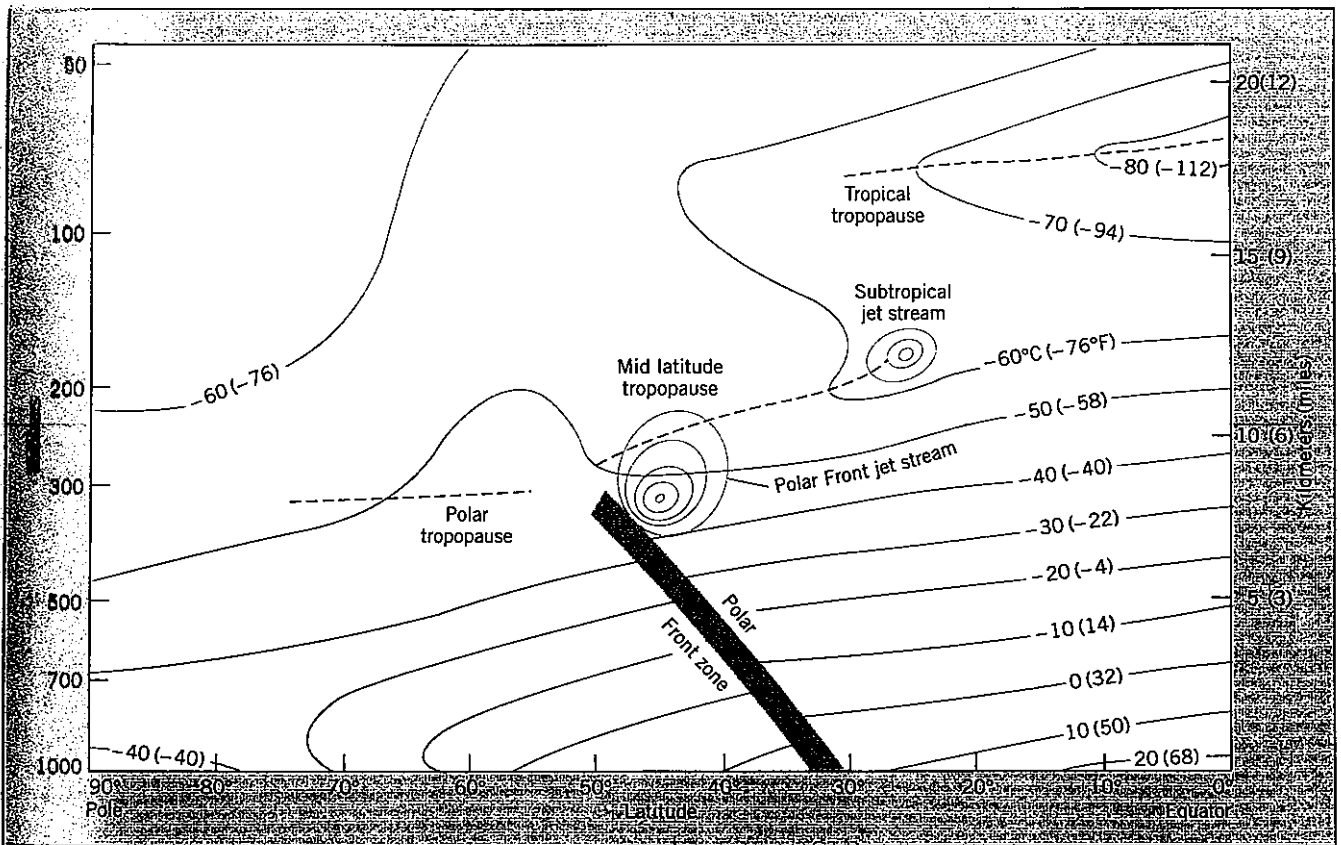 50
20(12)
-80 (-112)
Tropical
tropopause
100
-70 (-94)
15 (9)
Subtropical
jet stream
-60°C (-76°F)
Mid latitude
tropopause
-60 (-76)
200
-50 (-58)
Kilometers (miles)
10 (6)
Polar Front jet stream
300
-40 (-40)
Polar
tropopause
-30 (-22)
-20 (-4)
500
5 (3)
Polar
Front zone
-10 (14)
700
0 (32)
10 (50)
-40 (-40)
20 (68)
1000
90° 80° 70° 60° 50° 40° 30° 20° 10° 0°
Pole Latitude Equator